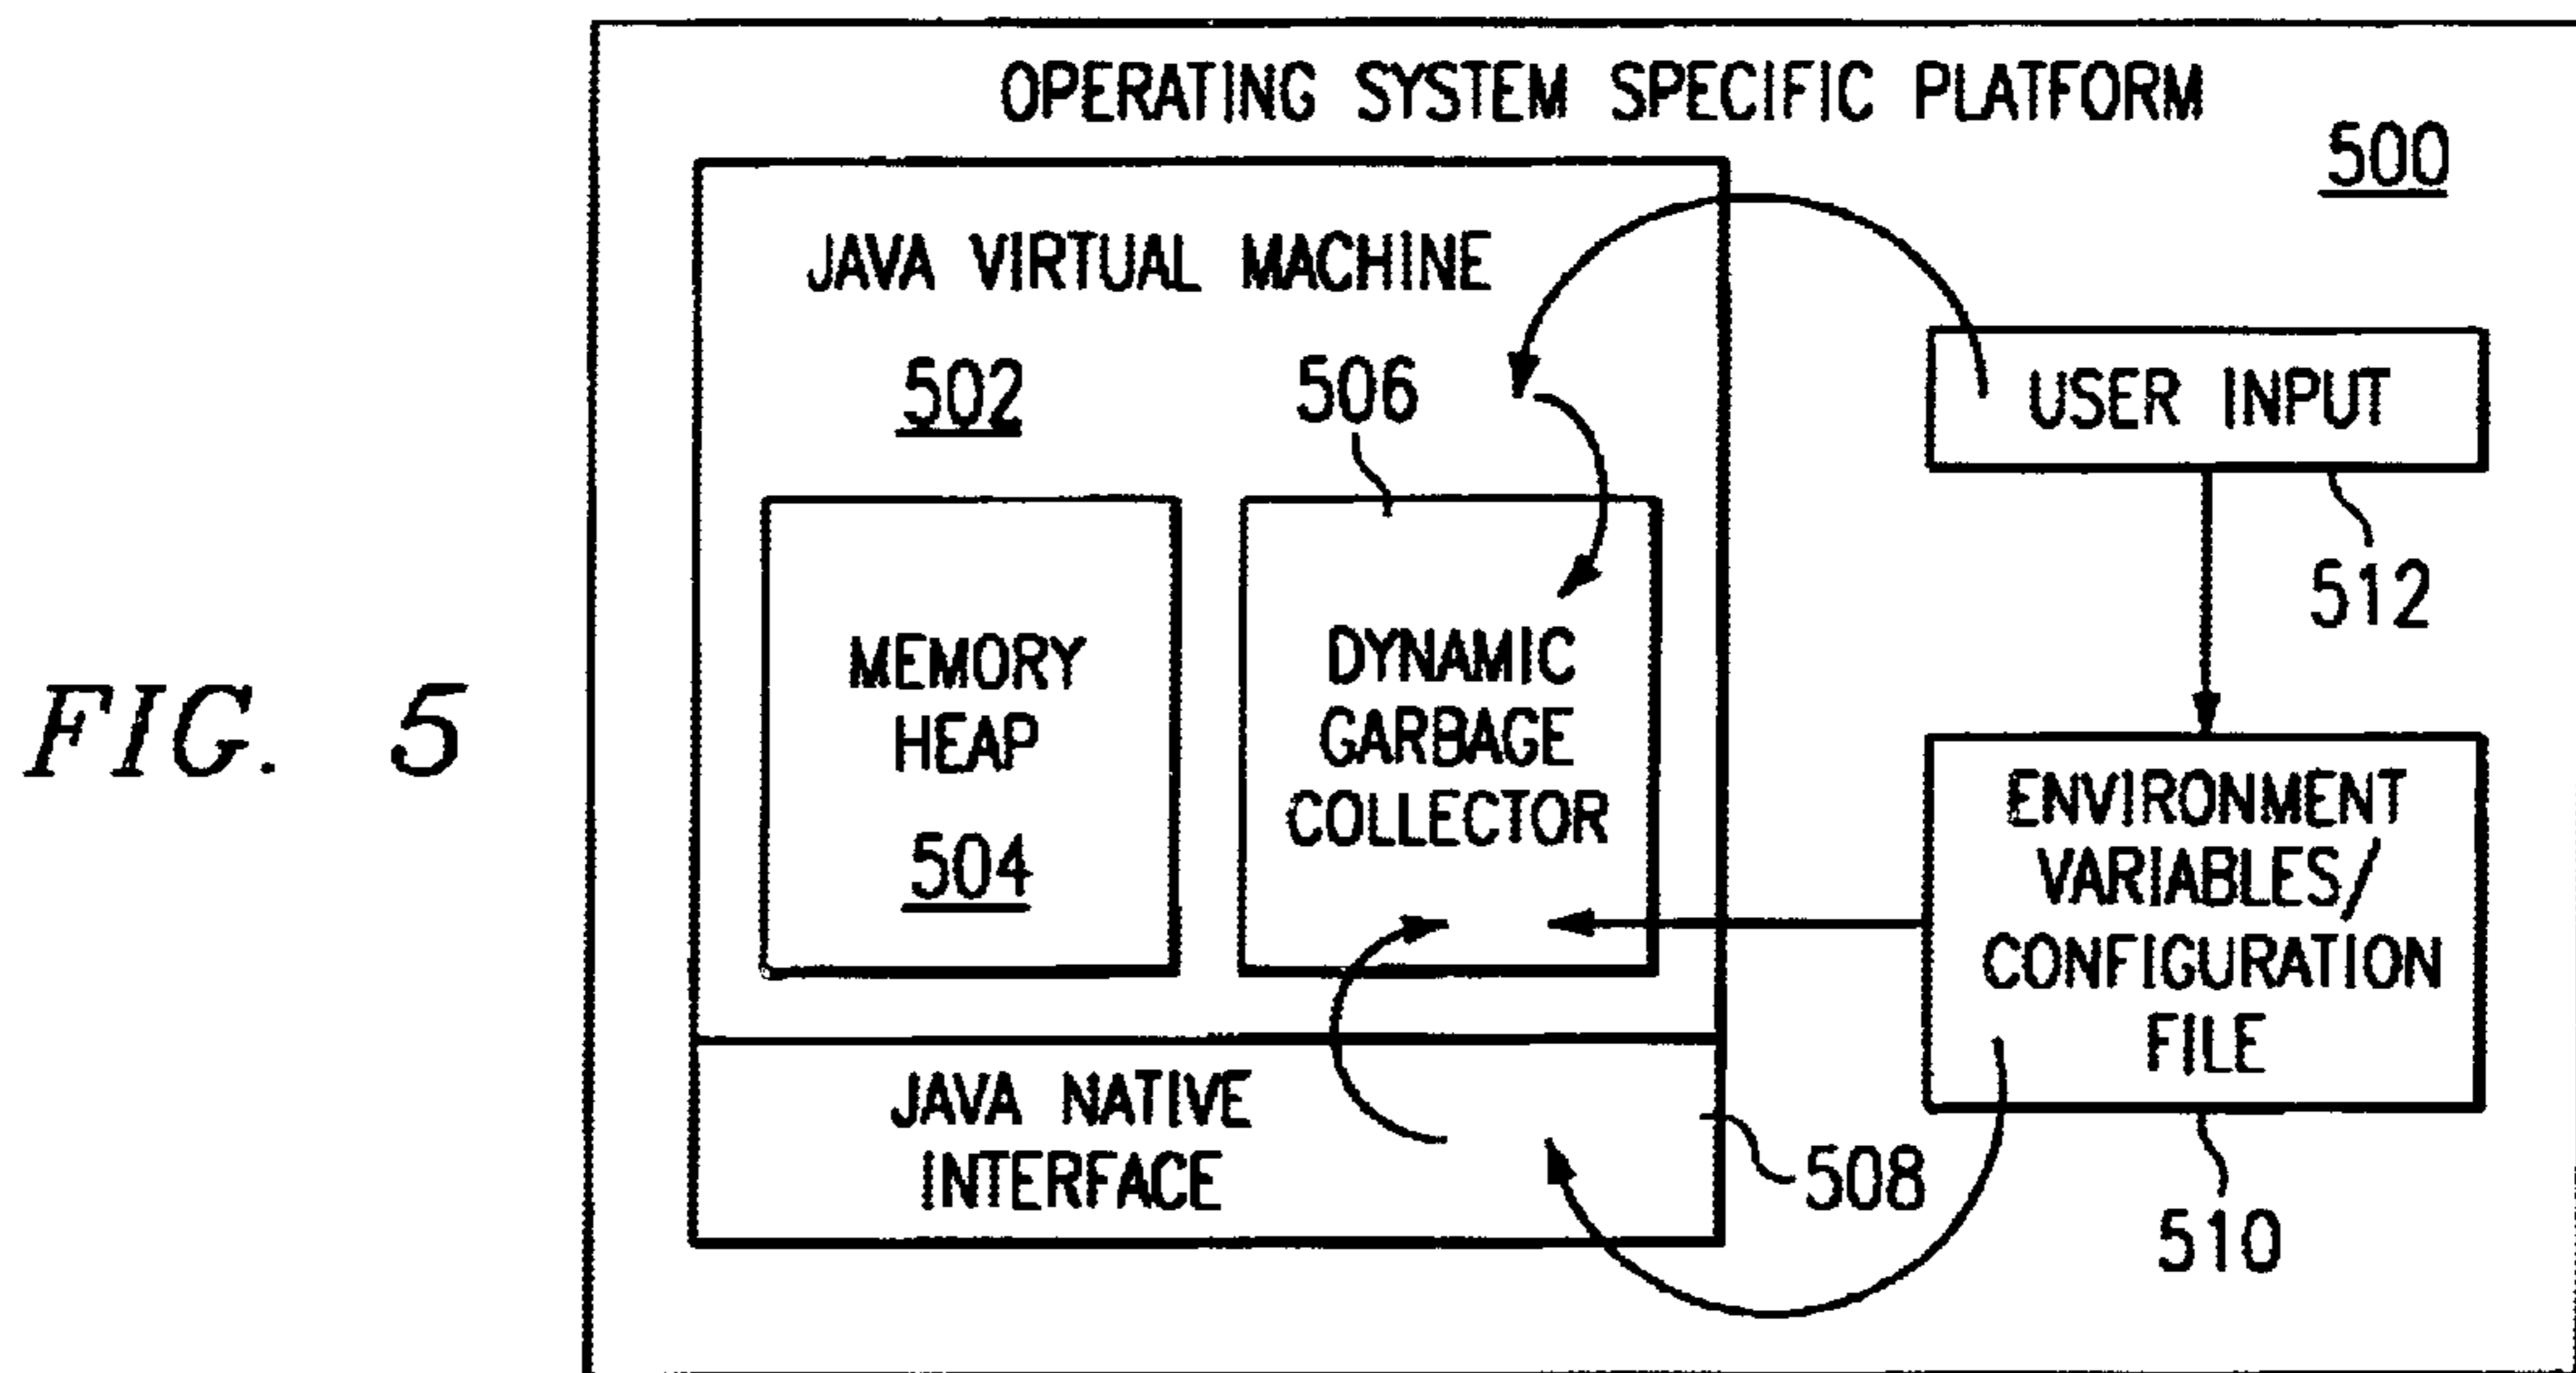 OPERATING SYSTEM SPECIFIC PLATFORM
500
JAVA VIRTUAL MACHINE
502
506
USER INPUT
512
MEMORY
HEAP
504
DYNAMIC
GARBAGE
COLLECTOR
ENVIRONMENT
VARIABLES/
CONFIGURATION
FILE
510
JAVA NATIVE
INTERFACE
508
FIG. 5